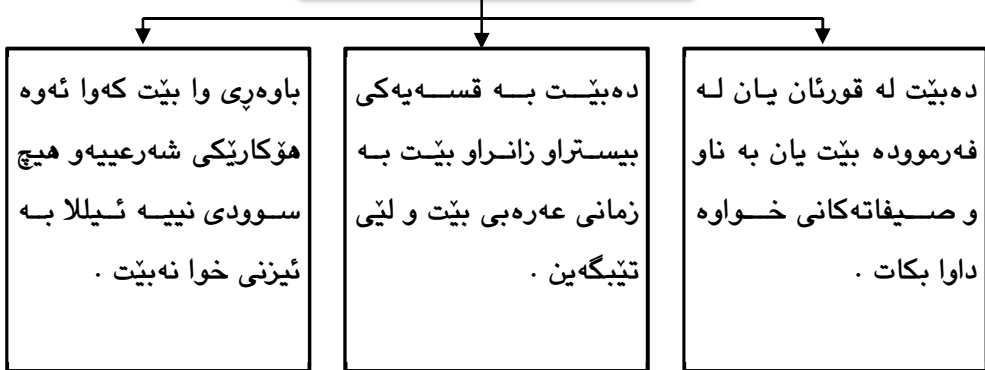 دەبێت لە قورئان یان لە
فەرموودە بێت یان بە ناو
و صیفاتەکانی خواوە
داوا بکات .
دەبێت بە قسەیەکی
بیستراو زانراو بێت بە
زمانی عەرەبی بێت و لێی
تێبگەین .
باوەڕی وا بێت کەوا ئەوە
هۆکارێکی شەرعییەو هیچ
سوودی نییە ئیللا بە
ئیزنی خوا نەبێت .